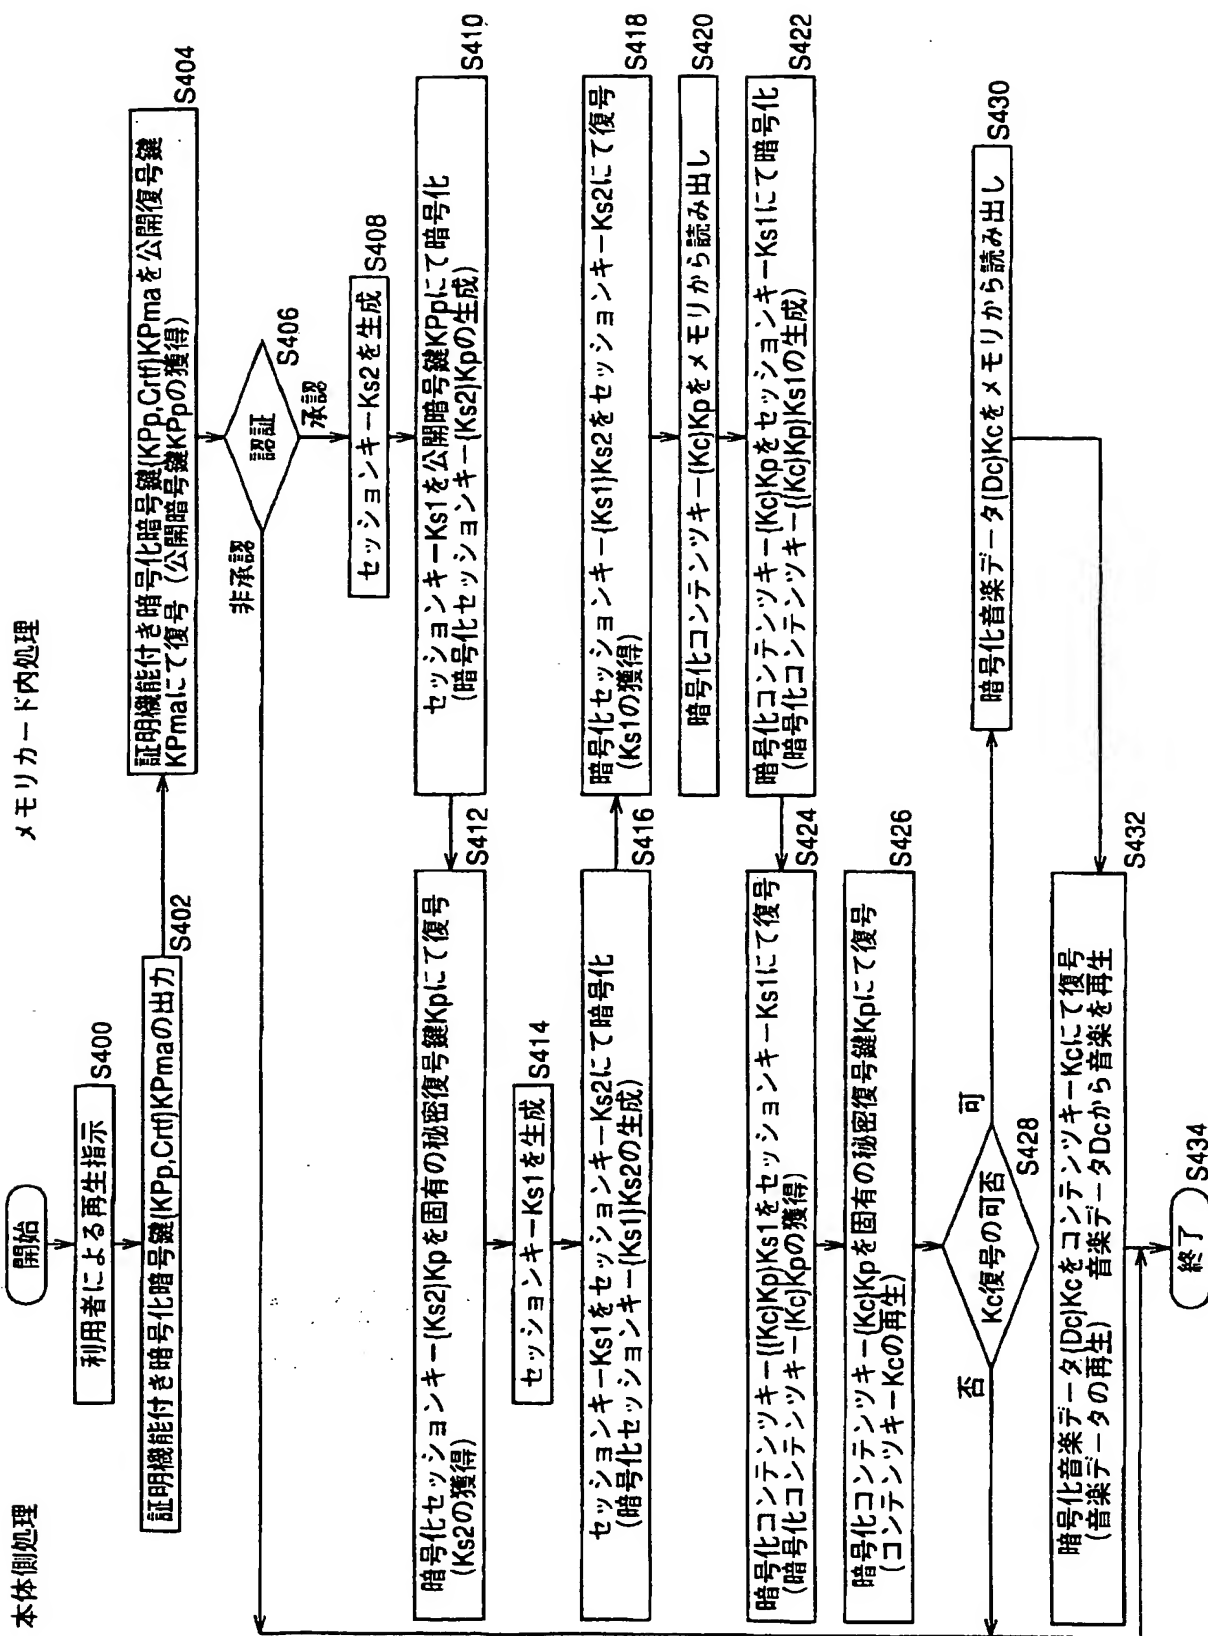 本体側処理
メモリカード内処理
開始
利用者による再生指示
S400
証明機能付き暗号化暗号鍵{KPp,Crtf}KPmaの出力
S402
証明機能付き暗号化暗号鍵{KPp,Crtf}KPmaを公開復号鍵
KPmaにて復号（公開暗号鍵KPpの獲得）
S404
認証
S406
非承認
承認
セッションキーKs2を生成
S408
セッションキーKs1を公開暗号鍵KPpにて暗号化
(暗号化セッションキー{Ks2}Kpの生成)
S410
暗号化セッションキー{Ks2}Kpを固有の秘密復号鍵Kpにて復号
(Ks2の獲得)
S412
セッションキーKs1を生成
S414
セッションキーKs1をセッションキーKs2にて暗号化
(暗号化セッションキー{Ks1}Ks2の生成)
S416
暗号化セッションキー{Ks1}Ks2をセッションキーKs2にて復号
(Ks1の獲得)
S418
暗号化コンテンツキー{Kc}Kpをメモリから読み出し
S420
暗号化コンテンツキー{Kc}KpをセッションキーKs1にて暗号化
(暗号化コンテンツキー{{Kc}Kp}Ks1の生成)
S422
暗号化コンテンツキー{{Kc}Kp}Ks1をセッションキーKs1にて復号
(暗号化コンテンツキー{Kc}Kpの獲得)
S424
暗号化コンテンツキー{Kc}Kpを固有の秘密復号鍵Kpにて復号
(コンテンツキーKcの再生)
S426
Kc復号の可否
S428
否
可
暗号化音楽データ{Dc}Kcをメモリから読み出し
S430
暗号化音楽データ{Dc}KcをコンテンツキーKcにて復号
(音楽データの再生)　音楽データDcから音楽を再生
S432
終了
S434